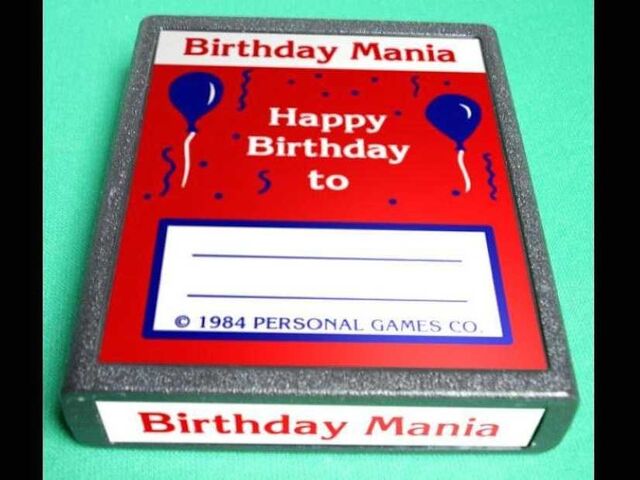 Birthday Mania
Happy
Birthday
to
© 1984 PERSONAL GAMES CO.
Birthday Mania